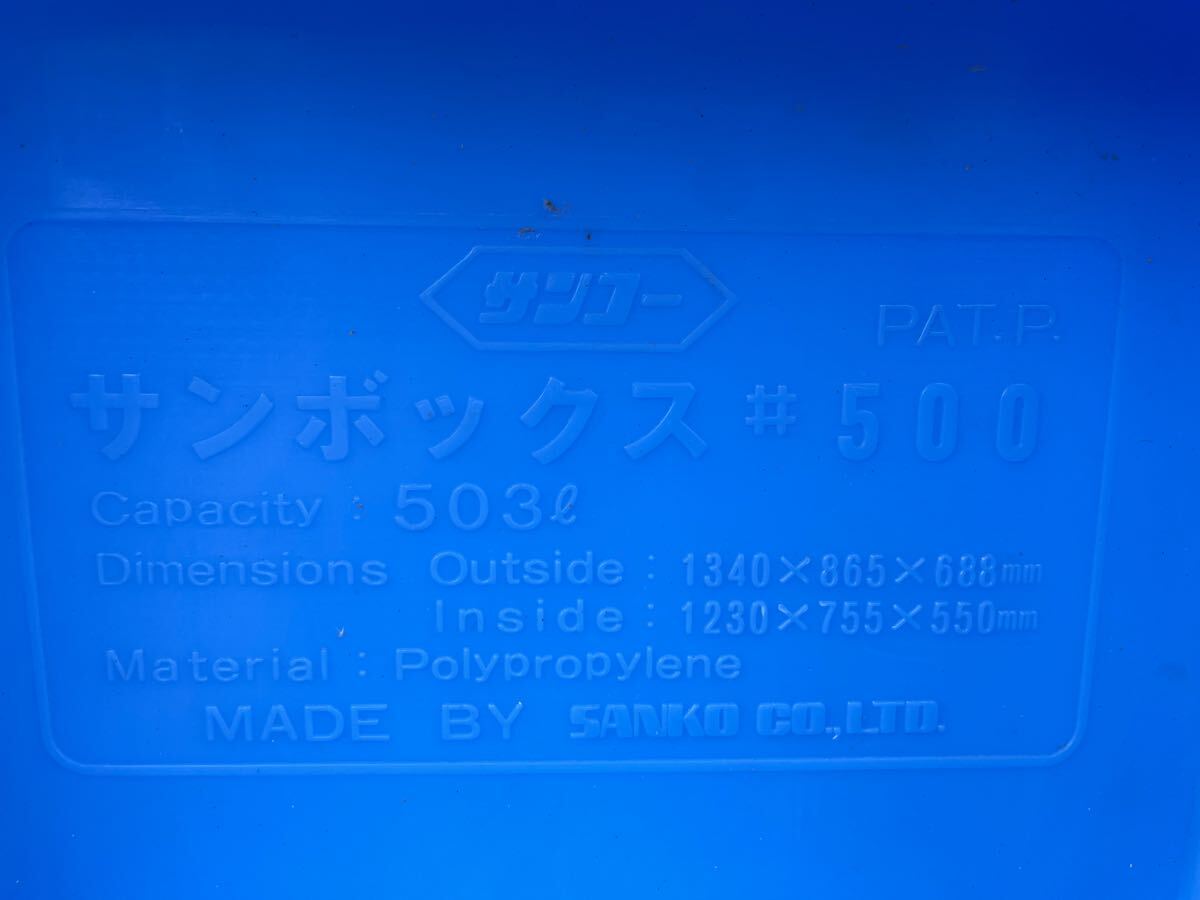 サンコー
PAT.P.
サンボックス #500
Capacity : 503ℓ
Dimensions Outside : 1340×865×688mm
Inside : 1230×755×550mm
Material : Polypropylene
MADE BY SANKO CO.,LTD.